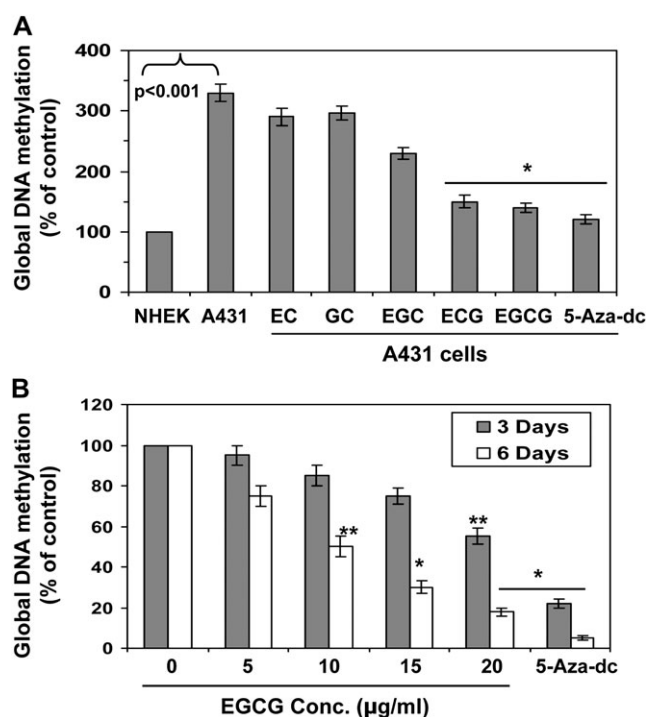 A
Global DNA methylation
(% of control)
400
300
200
100
0
p<0.001
*
NHEK A431 EC GC EGC ECG EGCG 5-Aza-dc
A431 cells
B
Global DNA methylation
(% of control)
120
100
80
60
40
20
0
3 Days
6 Days
**
*
**
*
0 5 10 15 20 5-Aza-dc
EGCG Conc. (µg/ml)